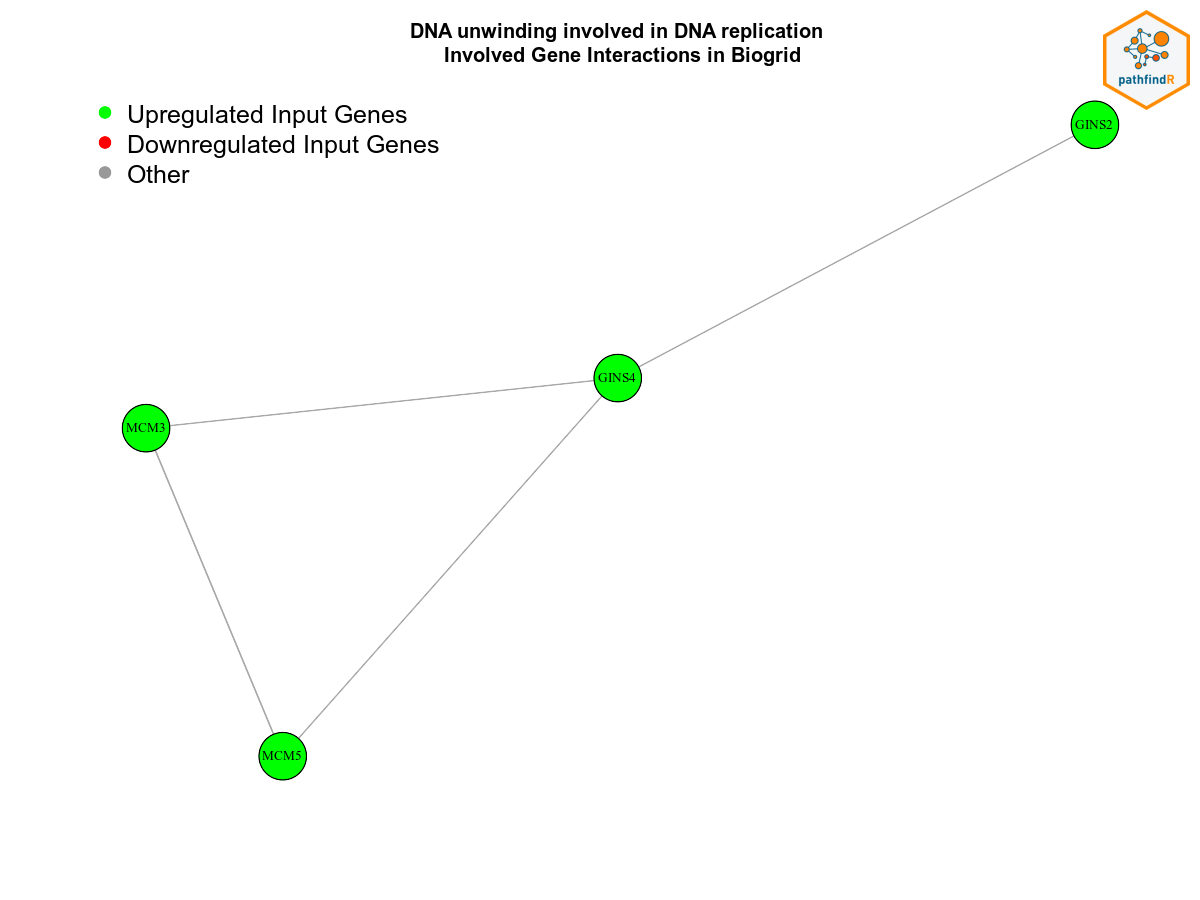 DNA unwinding involved in DNA replication
Involved Gene Interactions in Biogrid
pathfindR
Upregulated Input Genes
Downregulated Input Genes
Other
GINS2
GINS4
MCM3
MCM5